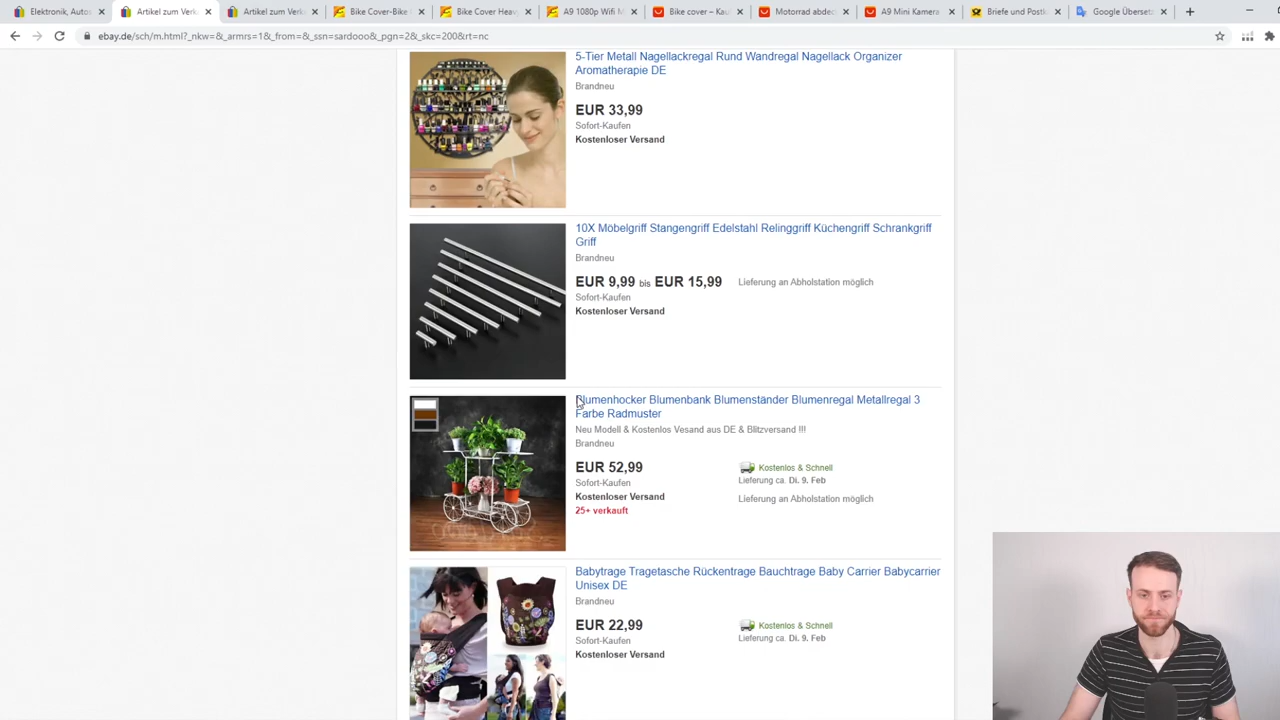 Elektronik, Autos
Artikel zum Verk
Artikel zum Verk
Bike Cover-Bike
Bike Cover Heav
A9 1080p Wifi M
Bike cover – Kau
Motorrad abdec
A9 Mini Kamera
Briefe und Postk
Google Übersetz
ebay.de/sch/m.html?_nkw=&_armrs=1&_from=&_ssn=sardooo&_pgn=2&_skc=200&rt=nc
5-Tier Metall Nagellackregal Rund Wandregal Nagellack Organizer
Aromatherapie DE
Brandneu
EUR 33,99
Sofort-Kaufen
Kostenloser Versand
10X Möbelgriff Stangengriff Edelstahl Relinggriff Küchengriff Schrankgriff
Griff
Brandneu
EUR 9,99 bis EUR 15,99 Lieferung an Abholstation möglich
Sofort-Kaufen
Kostenloser Versand
Blumenhocker Blumenbank Blumenständer Blumenregal Metallregal 3
Farbe Radmuster
Neu Modell & Kostenlos Vesand aus DE & Blitzversand !!!
Brandneu
EUR 52,99 Kostenlos & Schnell
Sofort-Kaufen Lieferung ca. Di. 9. Feb
Kostenloser Versand Lieferung an Abholstation möglich
25+ verkauft
Babytrage Tragetasche Rückentrage Bauchtrage Baby Carrier Babycarrier
Unisex DE
Brandneu
EUR 22,99 Kostenlos & Schnell
Sofort-Kaufen Lieferung ca. Di. 9. Feb
Kostenloser Versand